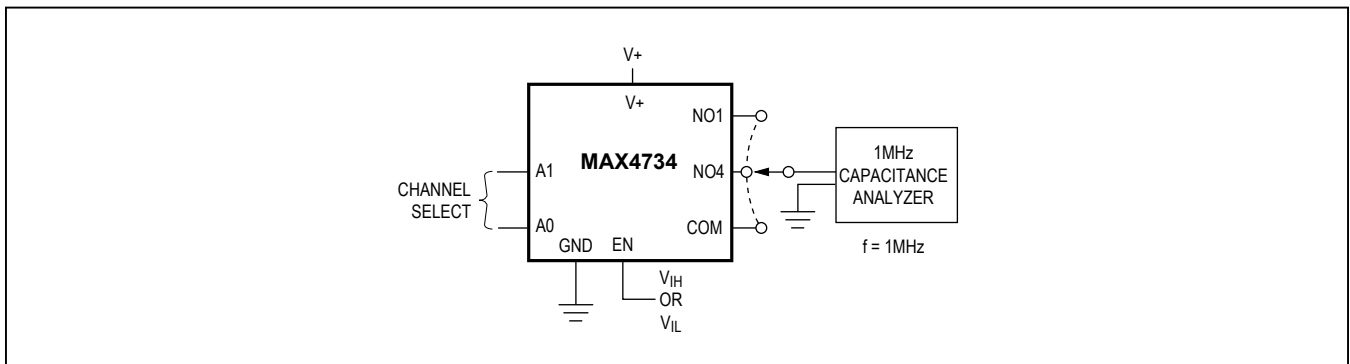 V+
V+
NO1
MAX4734
A1
NO4
1MHz
CAPACITANCE
ANALYZER
CHANNEL
SELECT
A0
COM
GND
EN
f = 1MHz
VIH
OR
VIL